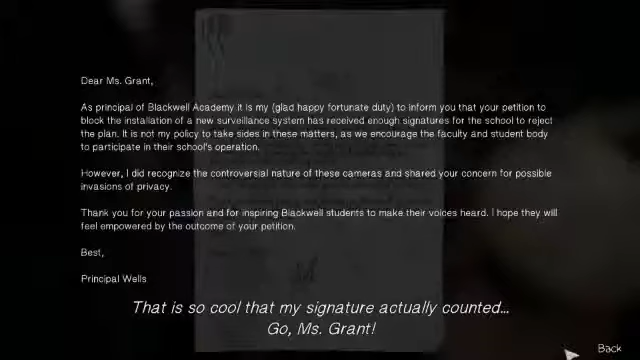 Dear Ms. Grant,
As principal of Blackwell Academy it is my (glad happy fortunate duty) to inform you that your petition to
block the installation of a new surveillance system has received enough signatures for the school to reject
the plan. It is not my policy to take sides in these matters, as we encourage the faculty and student body
to participate in their school's operation.
However, I did recognize the controversial nature of these cameras and shared your concern for possible
invasions of privacy.
Thank you for your passion and for inspiring Blackwell students to make their voices heard. I hope they will
feel empowered by the outcome of your petition.
Best,
Principal Wells
That is so cool that my signature actually counted...
Go, Ms. Grant!
Back